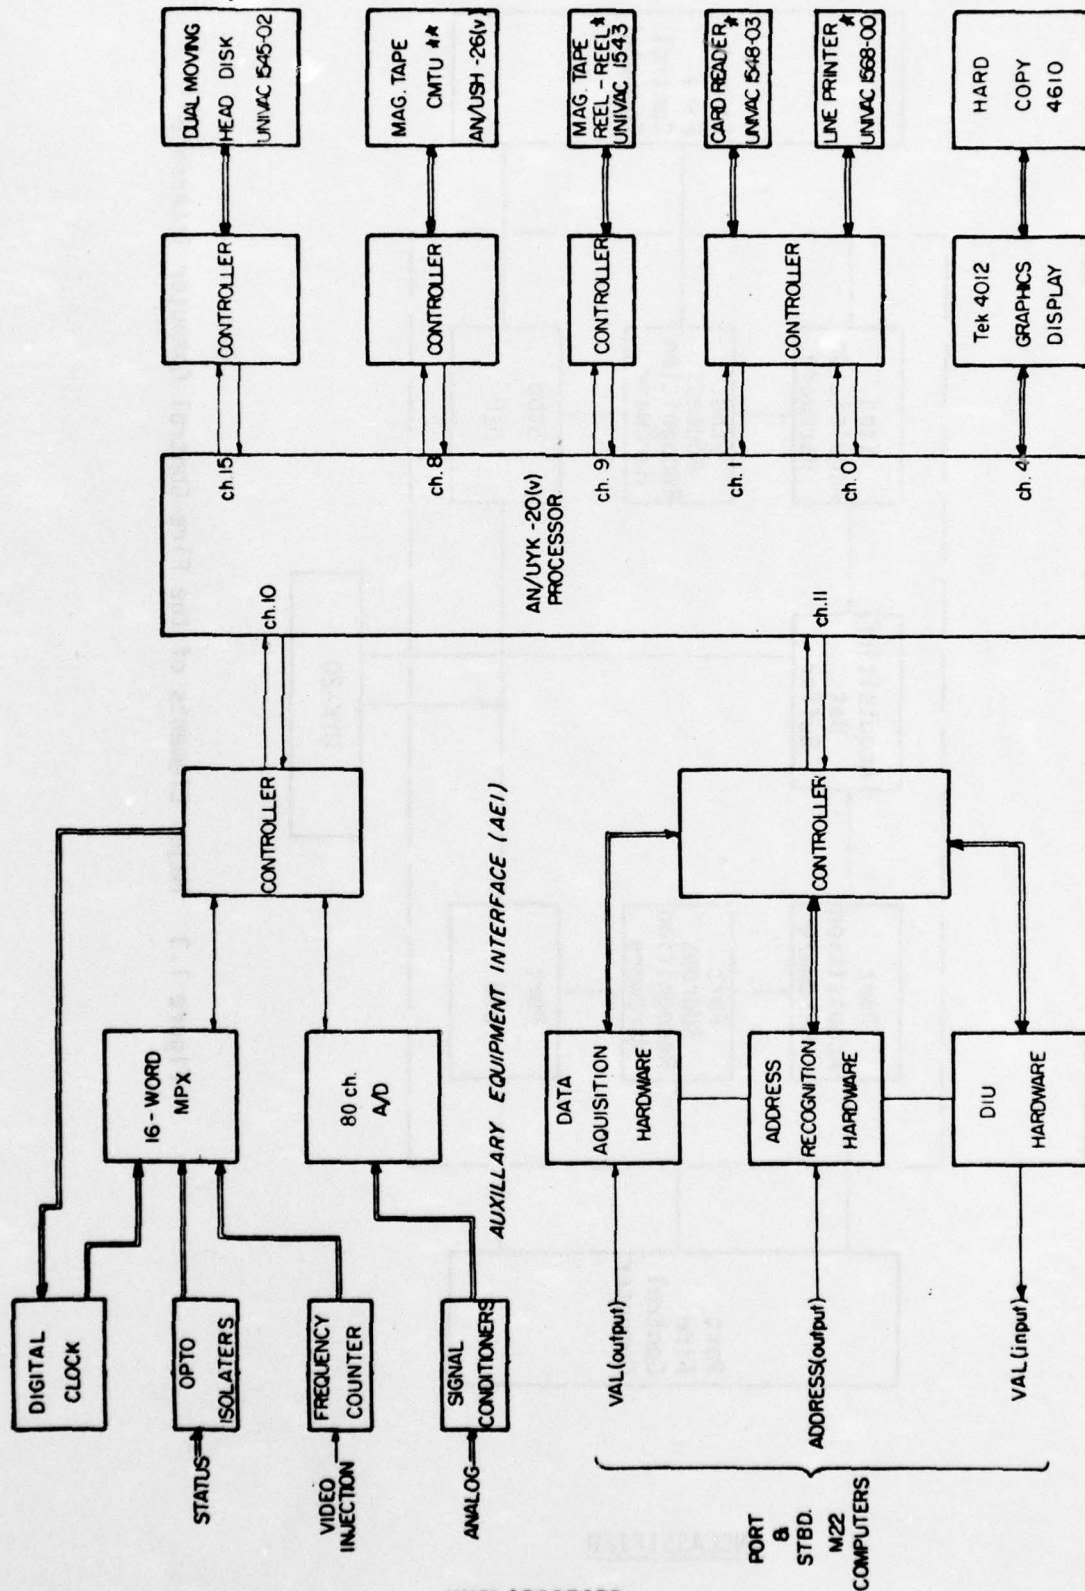 DIGITAL
CLOCK
STATUS
OPTO
ISOLATERS
VIDEO
INJECTION
FREQUENCY
COUNTER
ANALOG
SIGNAL
CONDITIONERS
16-WORD
MPX
80 ch.
A/D
CONTROLLER
AUXILLARY EQUIPMENT INTERFACE (AEI)
PORT
&
STBD.
M22
COMPUTERS
VAL(output)
ADDRESS(output)
VAL(input)
DATA
AQUISITION
HARDWARE
ADDRESS
RECOGNITION
HARDWARE
DIU
HARDWARE
CONTROLLER
ch.10
ch.11
AN/UYK-20(v)
PROCESSOR
ch.15
ch. 8
ch. 9
ch. 1
ch. 0
ch. 4
CONTROLLER
CONTROLLER
CONTROLLER
CONTROLLER
Tek 4012
GRAPHICS
DISPLAY
DUAL MOVING
HEAD DISK
UNIVAC 1545-02
MAG. TAPE
CMTU **
AN/USH-26(v)
MAG. TAPE
REEL-REEL*
UNIVAC 1543
CARD READER*
UNIVAC 1548-03
LINE PRINTER*
UNIVAC 1568-00
HARD
COPY
4610